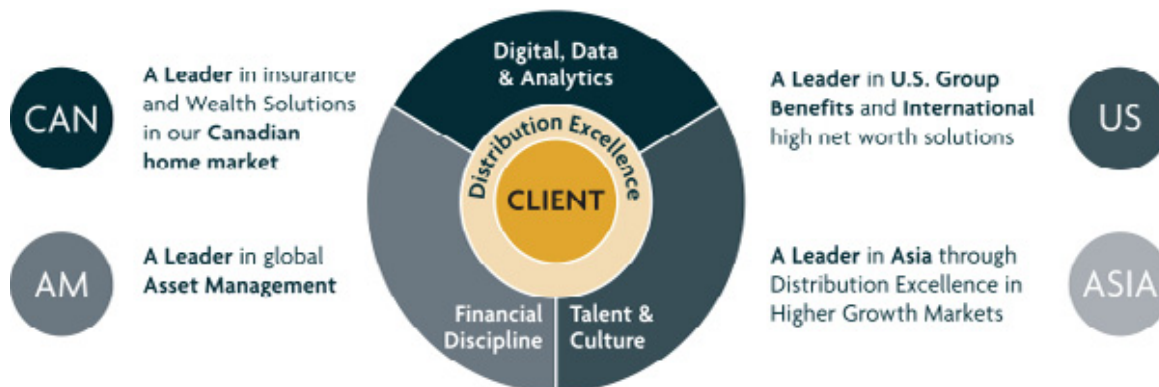 CAN
A Leader in insurance
and Wealth Solutions
in our Canadian
home market
AM
A Leader in global
Asset Management
Digital, Data
& Analytics
Distribution Excellence
CLIENT
Financial
Discipline
Talent &
Culture
A Leader in U.S. Group
Benefits and International
high net worth solutions
US
A Leader in Asia through
Distribution Excellence in
Higher Growth Markets
ASIA